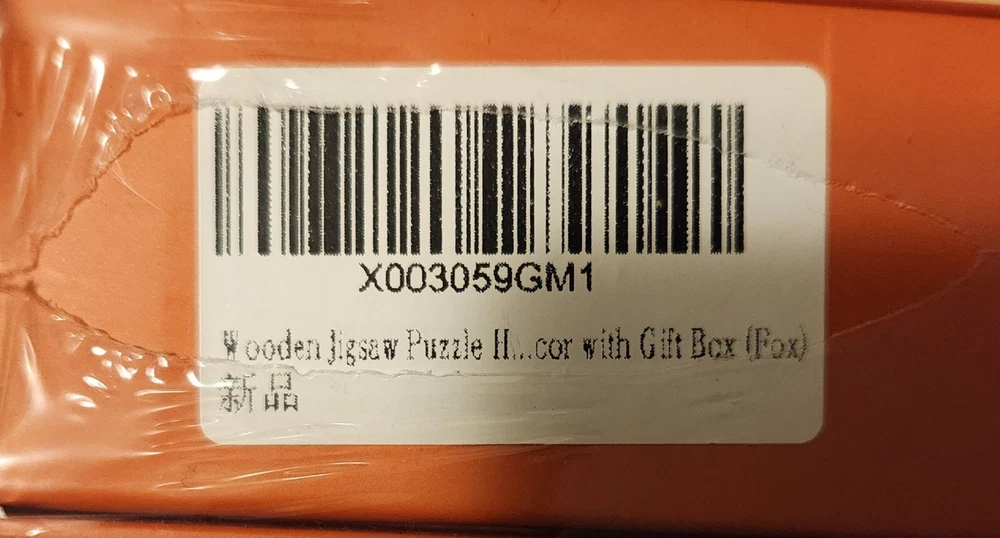 X003059GM1
Wooden Jigsaw Puzzle H...cor with Gift Box (Fox)
新品